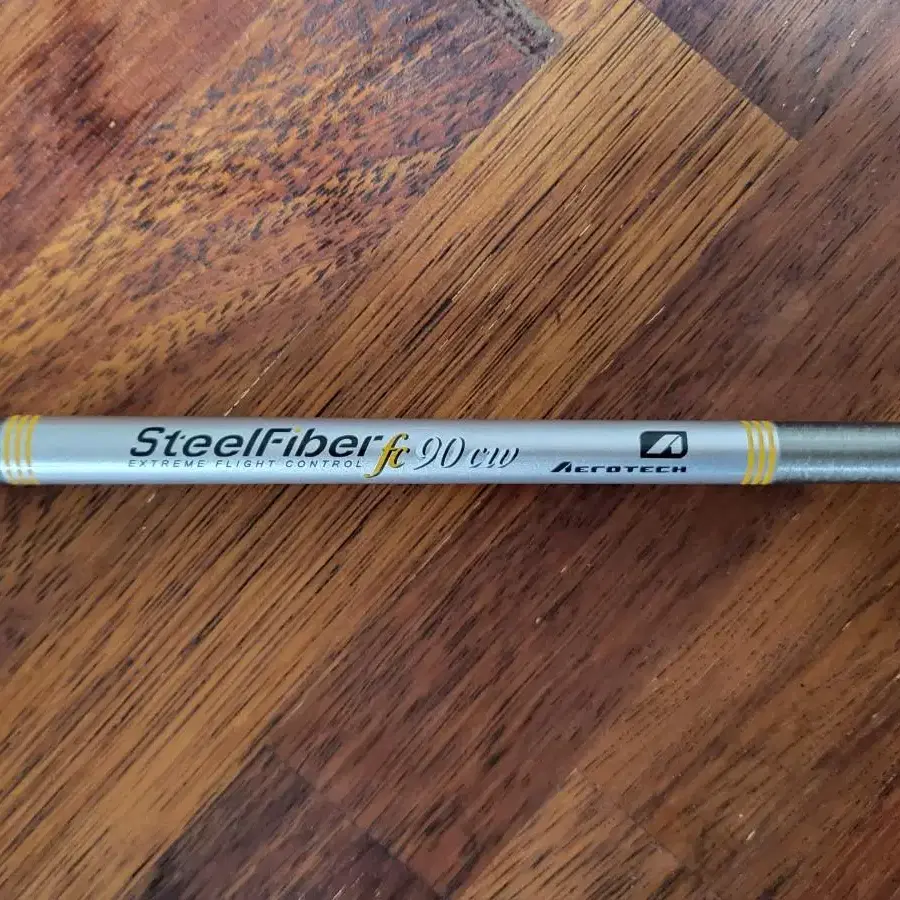 SteelFiber fc 90 cw
EXTREME FLIGHT CONTROL
AEROTECH